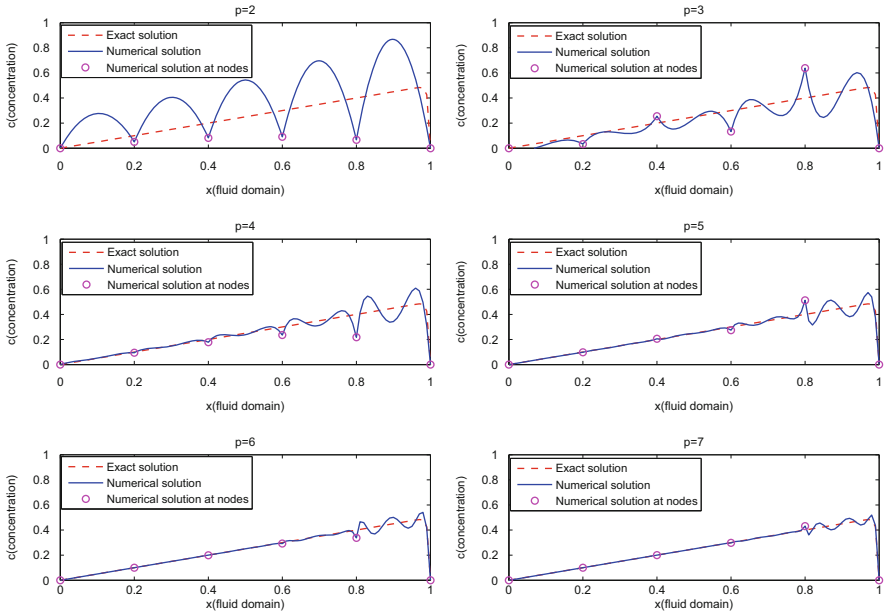 p=2
1
0.8
0.6
0.4
0.2
0
c(concentration)
Exact solution
Numerical solution
Numerical solution at nodes
0 0.2 0.4 0.6 0.8 1
x(fluid domain)
p=3
1
0.8
0.6
0.4
0.2
0
c(concentration)
Exact solution
Numerical solution
Numerical solution at nodes
0 0.2 0.4 0.6 0.8 1
x(fluid domain)
p=4
1
0.8
0.6
0.4
0.2
0
c(concentration)
Exact solution
Numerical solution
Numerical solution at nodes
0 0.2 0.4 0.6 0.8 1
x(fluid domain)
p=5
1
0.8
0.6
0.4
0.2
0
c(concentration)
Exact solution
Numerical solution
Numerical solution at nodes
0 0.2 0.4 0.6 0.8 1
x(fluid domain)
p=6
1
0.8
0.6
0.4
0.2
0
c(concentration)
Exact solution
Numerical solution
Numerical solution at nodes
0 0.2 0.4 0.6 0.8 1
x(fluid domain)
p=7
1
0.8
0.6
0.4
0.2
0
c(concentration)
Exact solution
Numerical solution
Numerical solution at nodes
0 0.2 0.4 0.6 0.8 1
x(fluid domain)